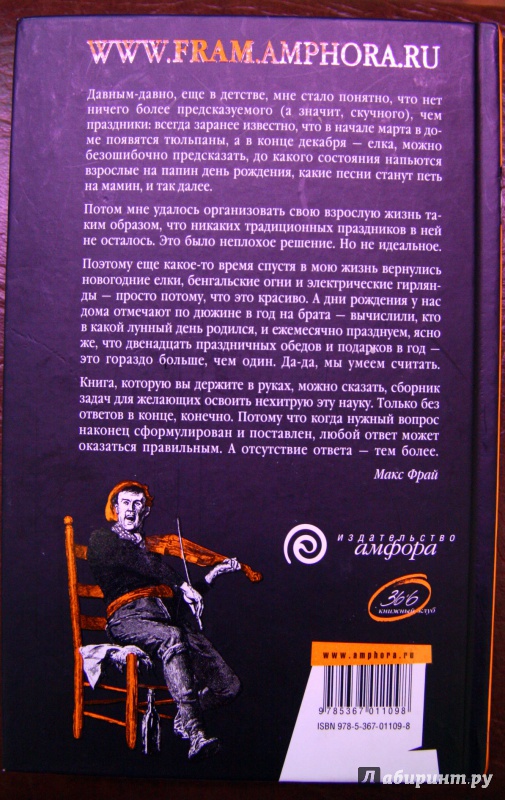 WWW.FRAM.AMPHORA.RU
Давным-давно, еще в детстве, мне стало понятно, что нет
ничего более предсказуемого (а значит, скучного), чем
праздники: всегда заранее известно, что в начале марта в до-
ме появятся тюльпаны, а в конце декабря — елка, можно
безошибочно предсказать, до какого состояния напьются
взрослые на папин день рождения, какие песни станут петь
на мамин, и так далее.
Потом мне удалось организовать свою взрослую жизнь та-
ким образом, что никаких традиционных праздников в ней
не осталось. Это было неплохое решение. Но не идеальное.
Поэтому еще какое-то время спустя в мою жизнь вернулись
новогодние елки, бенгальские огни и электрические гирлян-
ды — просто потому, что это красиво. А дни рождения у нас
дома отмечают по дюжине в год на брата — вычислили, кто
в какой лунный день родился, и ежемесячно празднуем, ясно
же, что двенадцать праздничных обедов и подарков в год —
это гораздо больше, чем один. Да-да, мы умеем считать.
Книга, которую вы держите в руках, можно сказать, сборник
задач для желающих освоить нехитрую эту науку. Только без
ответов в конце, конечно. Потому что когда нужный вопрос
наконец сформулирован и поставлен, любой ответ может
оказаться правильным. А отсутствие ответа — тем более.
Макс Фрай
издательство
амфора
36'6
книжный клуб
www.amphora.ru
9 785367 011098
ISBN 978-5-367-01109-8
Лабиринт.ру